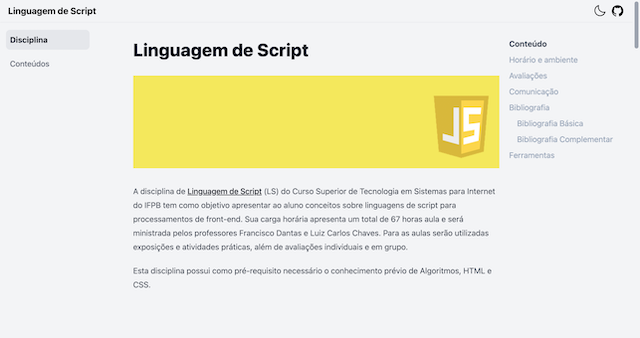 Linguagem de Script
Disciplina
Conteúdos
Linguagem de Script
JS
A disciplina de Linguagem de Script (LS) do Curso Superior de Tecnologia em Sistemas para Internet
do IFPB tem como objetivo apresentar ao aluno conceitos sobre linguagens de script para
processamentos de front-end. Sua carga horária apresenta um total de 67 horas aula e será
ministrada pelos professores Francisco Dantas e Luiz Carlos Chaves. Para as aulas serão utilizadas
exposições e atividades práticas, além de avaliações individuais e em grupo.
Esta disciplina possui como pré-requisito necessário o conhecimento prévio de Algoritmos, HTML e
CSS.
Conteúdo
Horário e ambiente
Avaliações
Comunicação
Bibliografia
Bibliografia Básica
Bibliografia Complementar
Ferramentas